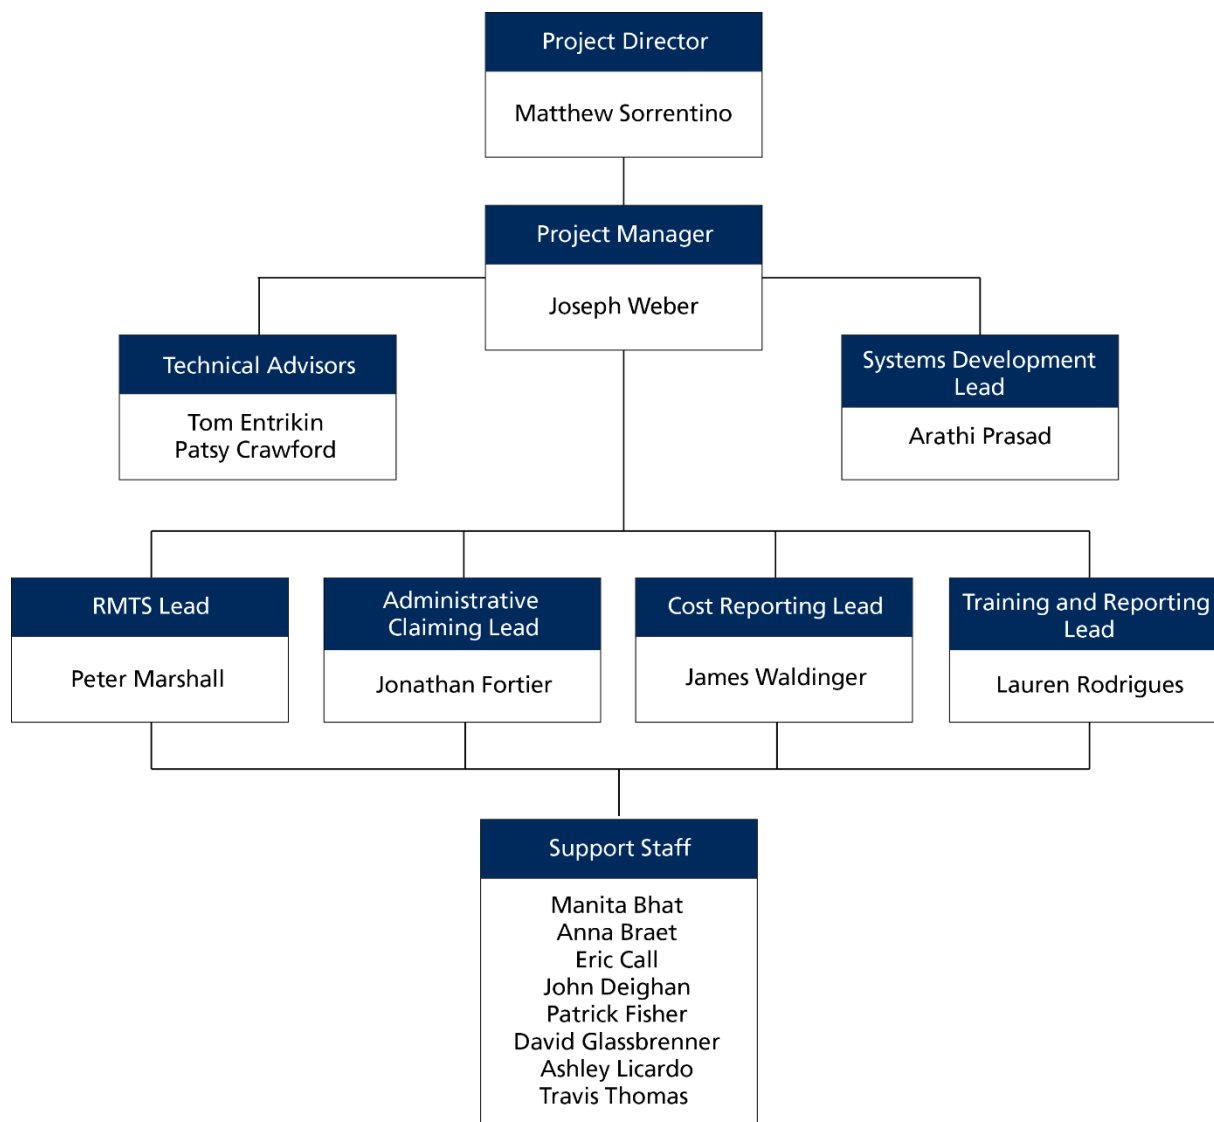 Project Director
Matthew Sorrentino
Project Manager
Joseph Weber
Technical Advisors
Tom Entrikin
Patsy Crawford
Systems Development
Lead
Arathi Prasad
RMTS Lead
Peter Marshall
Administrative
Claiming Lead
Jonathan Fortier
Cost Reporting Lead
James Waldinger
Training and Reporting
Lead
Lauren Rodrigues
Support Staff
Manita Bhat
Anna Braet
Eric Call
John Deighan
Patrick Fisher
David Glassbrenner
Ashley Licardo
Travis Thomas